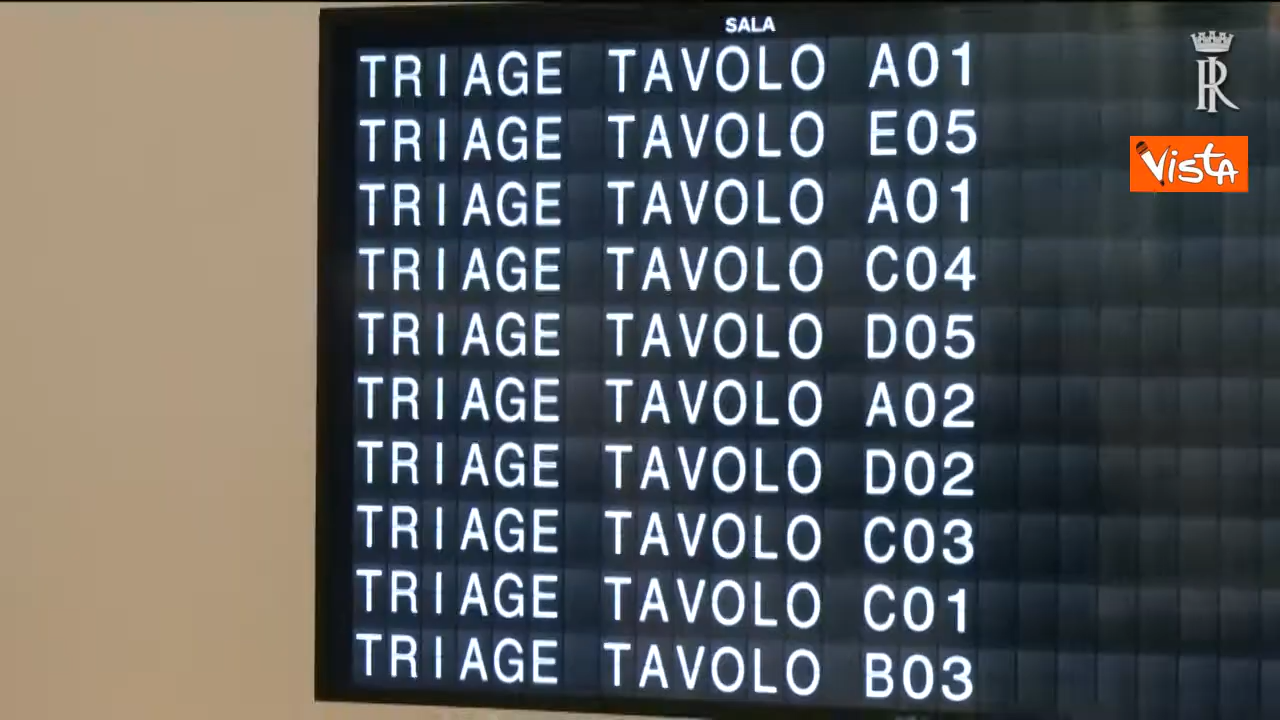 SALA
TRIAGE TAVOLO A01
TRIAGE TAVOLO E05
TRIAGE TAVOLO A01
TRIAGE TAVOLO C04
TRIAGE TAVOLO D05
TRIAGE TAVOLO A02
TRIAGE TAVOLO D02
TRIAGE TAVOLO C03
TRIAGE TAVOLO C01
TRIAGE TAVOLO B03
RI
VISTA